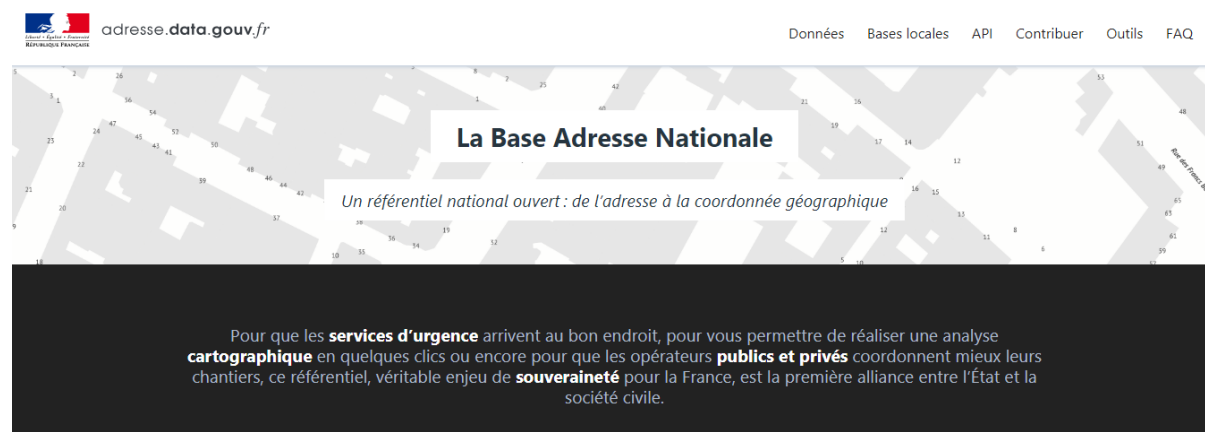 adresse.data.gouv.fr
Liberté • Égalité • Fraternité
RÉPUBLIQUE FRANÇAISE
Données Bases locales API Contribuer Outils FAQ
La Base Adresse Nationale
Un référentiel national ouvert : de l’adresse à la coordonnée géographique
Pour que les services d’urgence arrivent au bon endroit, pour vous permettre de réaliser une analyse
cartographique en quelques clics ou encore pour que les opérateurs publics et privés coordonnent mieux leurs
chantiers, ce référentiel, véritable enjeu de souveraineté pour la France, est la première alliance entre l’État et la
société civile.